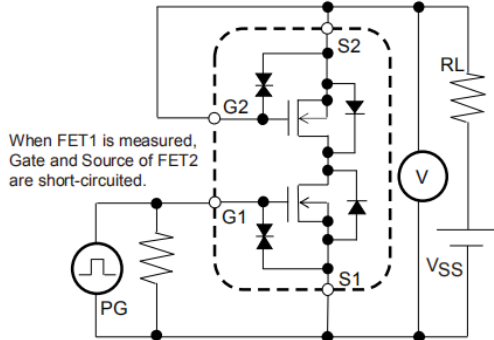 S2
RL
G2
When FET1 is measured,
Gate and Source of FET2
are short-circuited.
V
G1
VSS
S1
PG